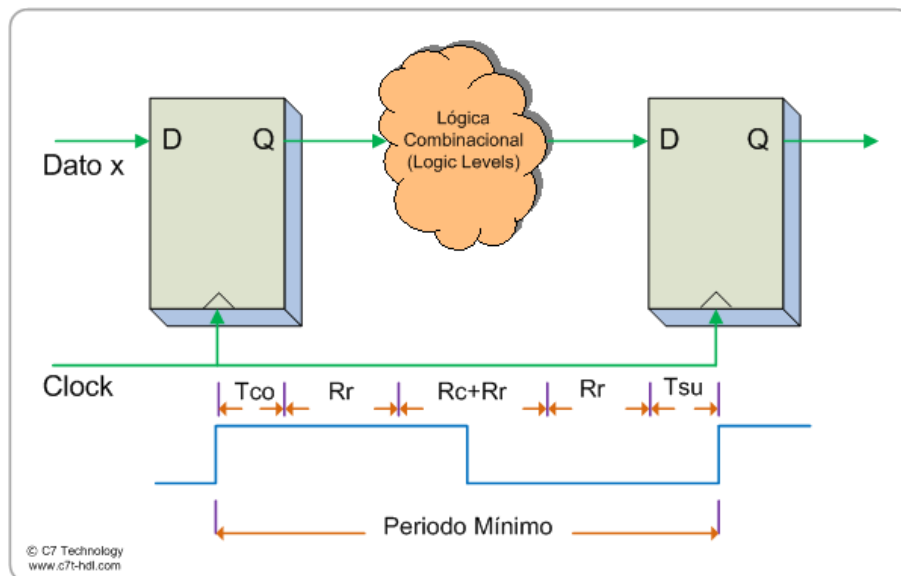 Lógica
Combinacional
(Logic Levels)
D Q
D Q
Dato x
Clock
Tco Rr Rc+Rr Rr Tsu
Periodo Mínimo
© C7 Technology
www.c7t-hdl.com